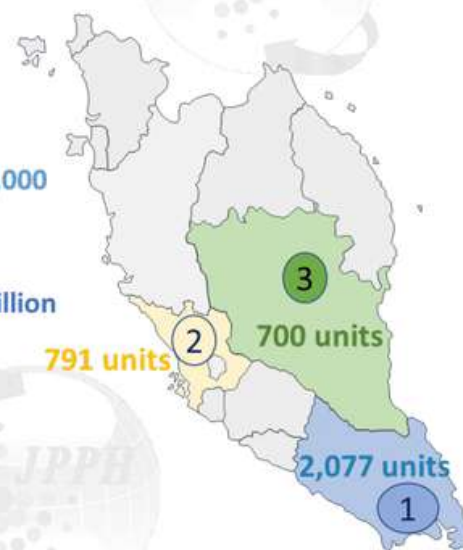 000
illion
3
700 units
2
791 units
JPPH
2,077 units
1